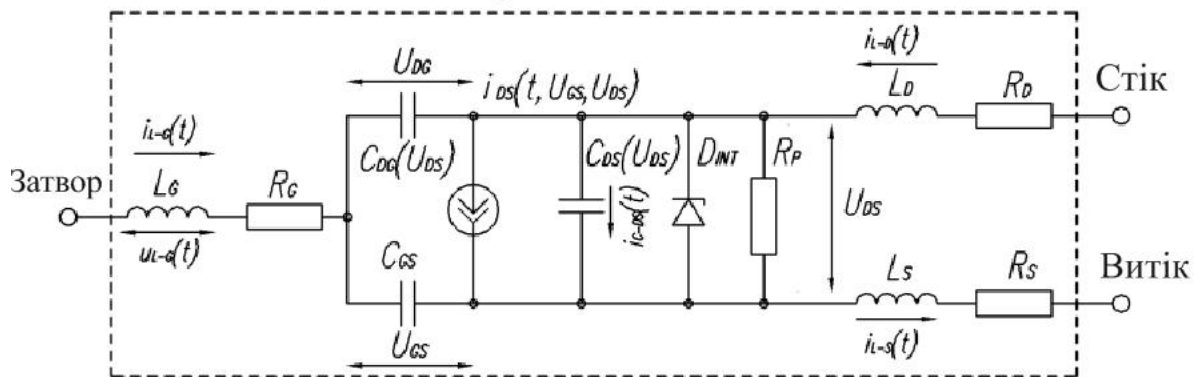 U_DG
i_DS(t, U_GS, U_DS)
i_L-D(t)
L_D
R_D
Стік
i_L-G(t)
C_DG(U_DS)
C_DS(U_DS)
D_INT
R_P
Затвор
L_G
R_G
i_C-DS(t)
U_DS
u_L-G(t)
C_GS
L_S
R_S
Витік
U_GS
i_L-S(t)